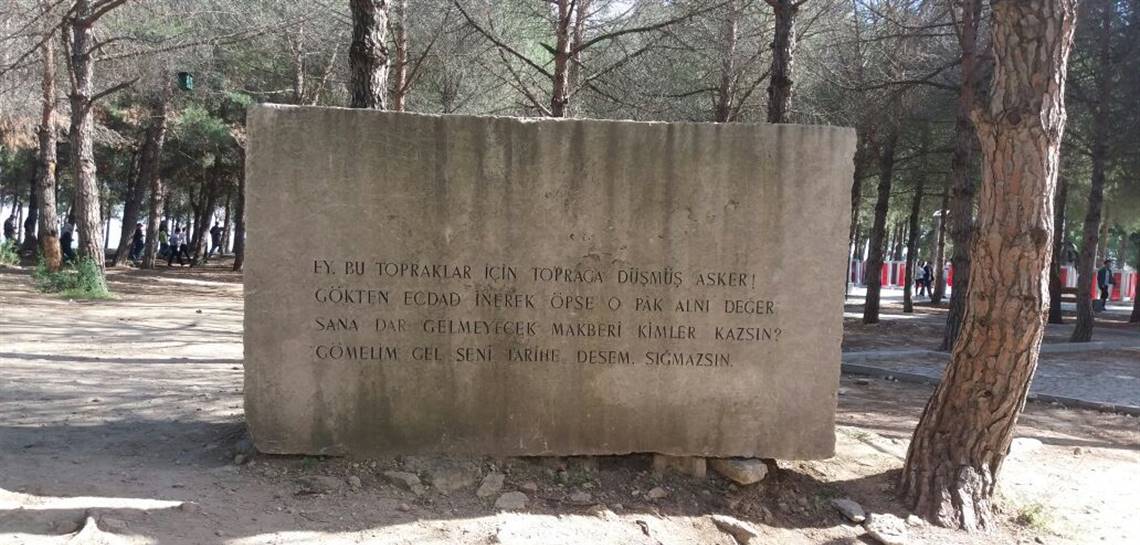 EY, BU TOPRAKLAR İÇİN TOPRAĞA DÜŞMÜŞ ASKER!
GÖKTEN ECDAD İNEREK ÖPSE O PÂK ALNI DEĞER
SANA DAR GELMEYECEK MAKBERİ KİMLER KAZSIN?
GÖMELİM GEL SENİ TARİHE, DESEM, SIĞMAZSIN.